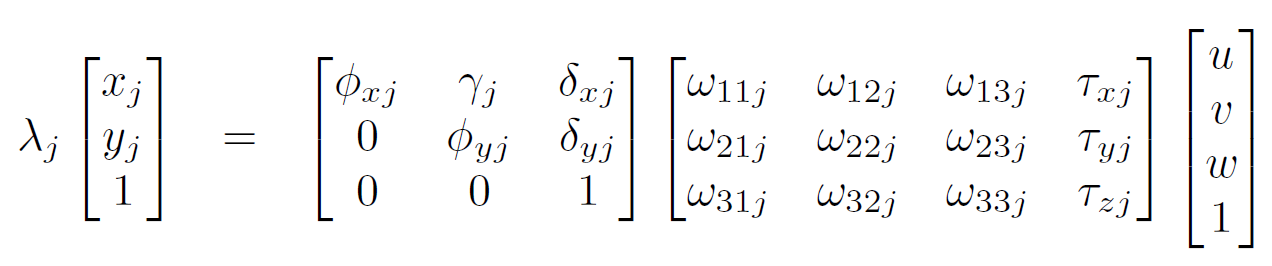 λ_j [x_j; y_j; 1] = [φ_xj γ_j δ_xj; 0 φ_yj δ_yj; 0 0 1] [ω_11j ω_12j ω_13j τ_xj; ω_21j ω_22j ω_23j τ_yj; ω_31j ω_32j ω_33j τ_zj] [u; v; w; 1]